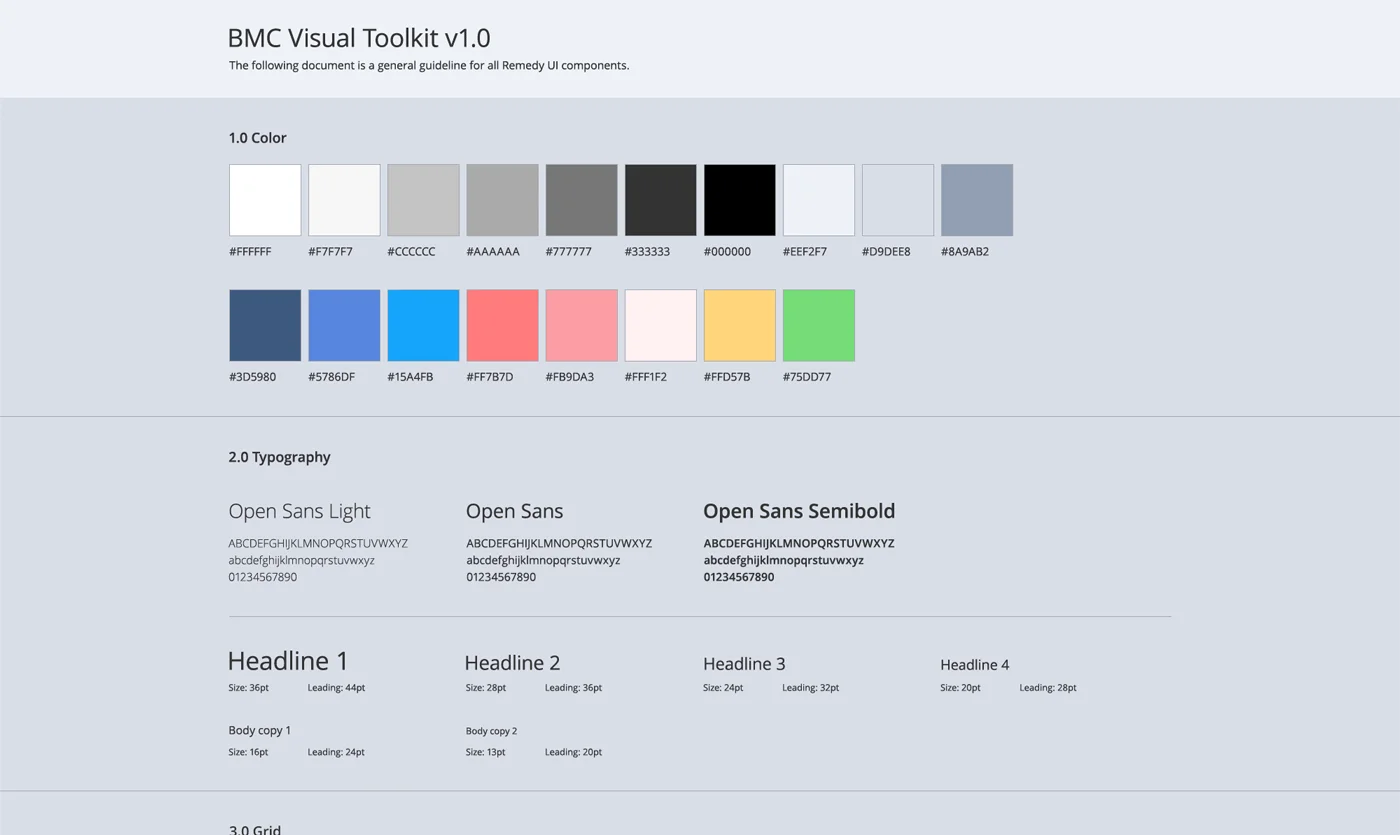 BMC Visual Toolkit v1.0
The following document is a general guideline for all Remedy UI components.
1.0 Color
#FFFFFF #F7F7F7 #CCCCCC #AAAAAA #777777 #333333 #000000 #EEF2F7 #D9DEE8 #8A9AB2
#3D5980 #5786DF #15A4FB #FF7B7D #FB9DA3 #FFF1F2 #FFD57B #75DD77
2.0 Typography
Open Sans Light
ABCDEFGHIJKLMNOPQRSTUVWXYZ
abcdefghijklmnopqrstuvwxyz
01234567890
Open Sans
ABCDEFGHIJKLMNOPQRSTUVWXYZ
abcdefghijklmnopqrstuvwxyz
01234567890
Open Sans Semibold
ABCDEFGHIJKLMNOPQRSTUVWXYZ
abcdefghijklmnopqrstuvwxyz
01234567890
Headline 1
Size: 36pt Leading: 44pt
Headline 2
Size: 28pt Leading: 36pt
Headline 3
Size: 24pt Leading: 32pt
Headline 4
Size: 20pt Leading: 28pt
Body copy 1
Size: 16pt Leading: 24pt
Body copy 2
Size: 13pt Leading: 20pt
3.0 Grid